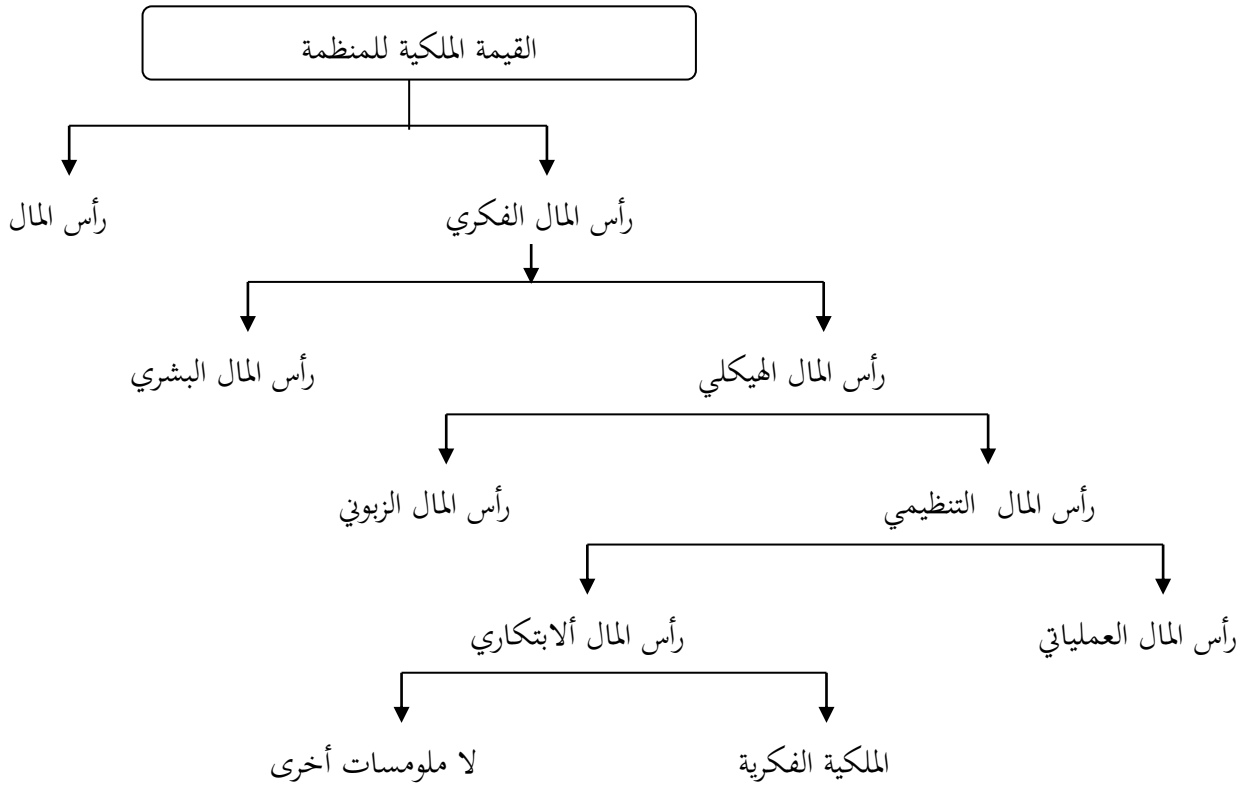 القيمة الملكية للمنظمة
رأس المال الفكري
رأس المال
رأس المال الهيكلي
رأس المال البشري
رأس المال التنظيمي
رأس المال الزبوني
رأس المال العملياتي
رأس المال ألابتكاري
الملكية الفكرية
لا ملومسات أخرى